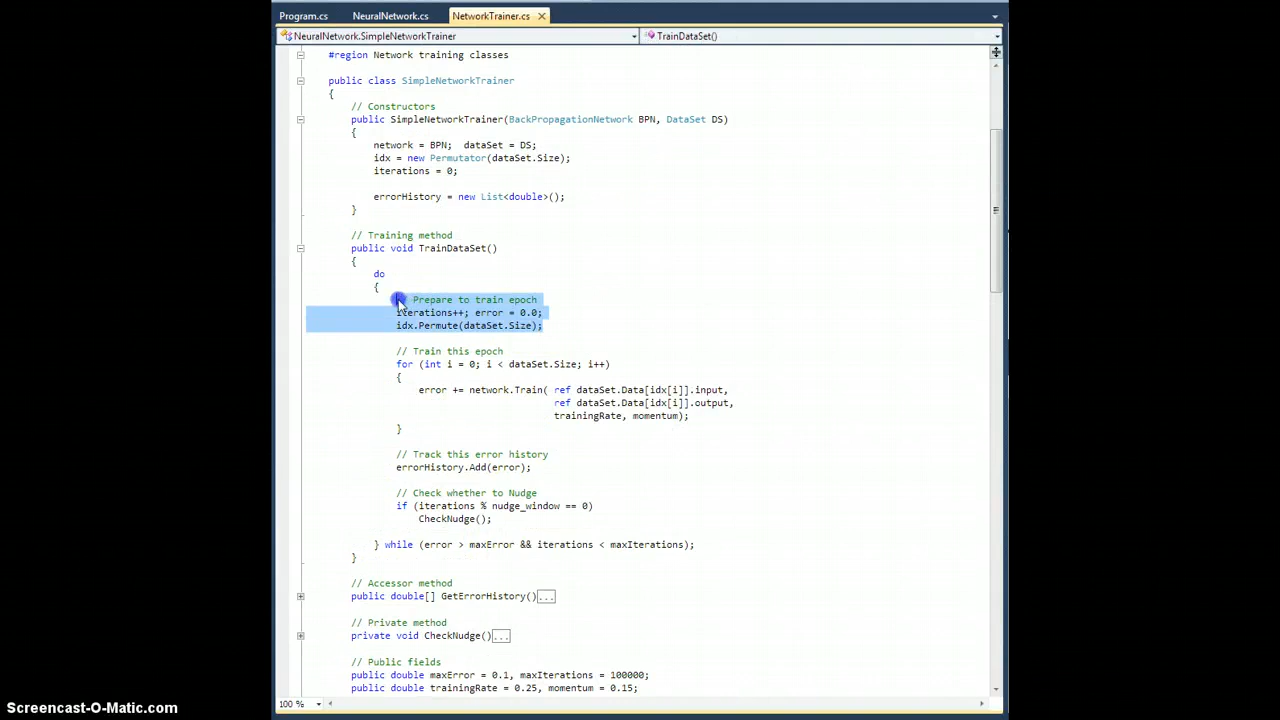 Program.cs NeuralNetwork.cs NetworkTrainer.cs
NeuralNetwork.SimpleNetworkTrainer TrainDataSet()
#region Network training classes
public class SimpleNetworkTrainer
{
// Constructors
public SimpleNetworkTrainer(BackPropagationNetwork BPN, DataSet DS)
{
network = BPN; dataSet = DS;
idx = new Permutator(dataSet.Size);
iterations = 0;
errorHistory = new List<double>();
}
// Training method
public void TrainDataSet()
{
do
{
Prepare to train epoch
iterations++; error = 0.0;
idx.Permute(dataSet.Size);
// Train this epoch
for (int i = 0; i < dataSet.Size; i++)
{
error += network.Train( ref dataSet.Data[idx[i]].input,
ref dataSet.Data[idx[i]].output,
trainingRate, momentum);
}
// Track this error history
errorHistory.Add(error);
// Check whether to Nudge
if (iterations % nudge_window == 0)
CheckNudge();
} while (error > maxError && iterations < maxIterations);
}
// Accessor method
public double[] GetErrorHistory()...
// Private method
private void CheckNudge()...
// Public fields
public double maxError = 0.1, maxIterations = 100000;
public double trainingRate = 0.25, momentum = 0.15;
100 %
Screencast-O-Matic.com